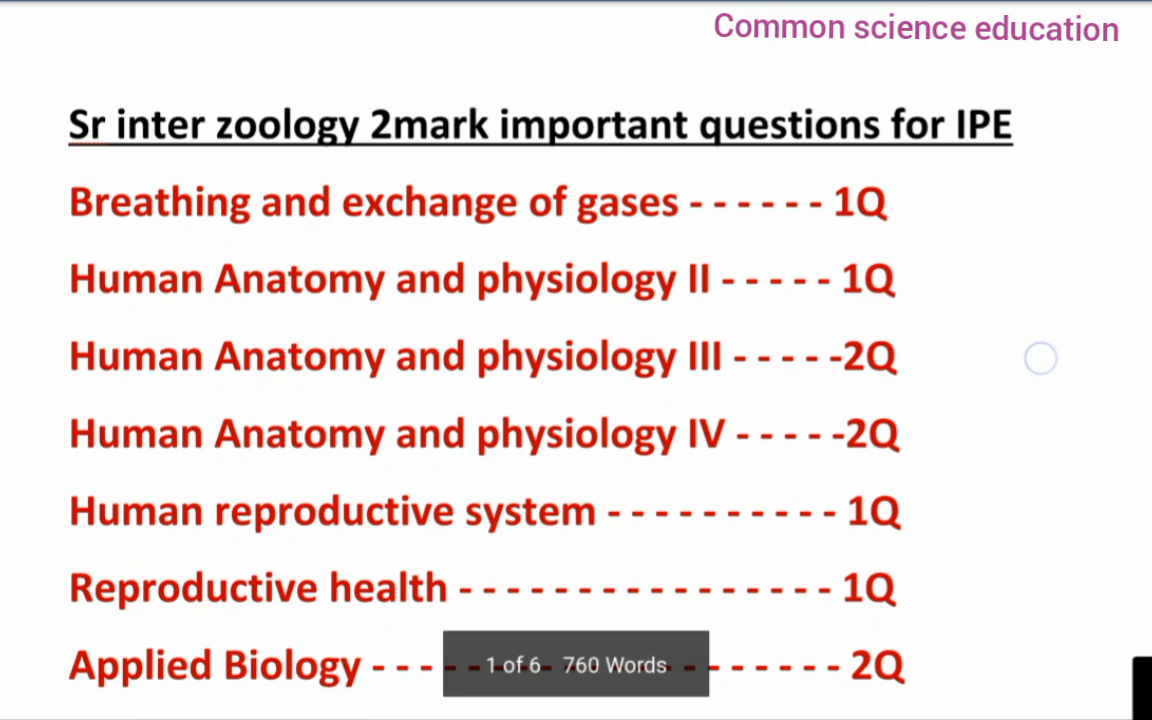 Common science education
Sr inter zoology 2mark important questions for IPE
Breathing and exchange of gases - - - - - - 1Q
Human Anatomy and physiology II - - - - - 1Q
Human Anatomy and physiology III - - - - -2Q
Human Anatomy and physiology IV - - - - -2Q
Human reproductive system - - - - - - - - - - 1Q
Reproductive health - - - - - - - - - - - - - - - - 1Q
Applied Biology - - - - - - - - - - - - - - - - - - - - 2Q
1 of 6 760 Words